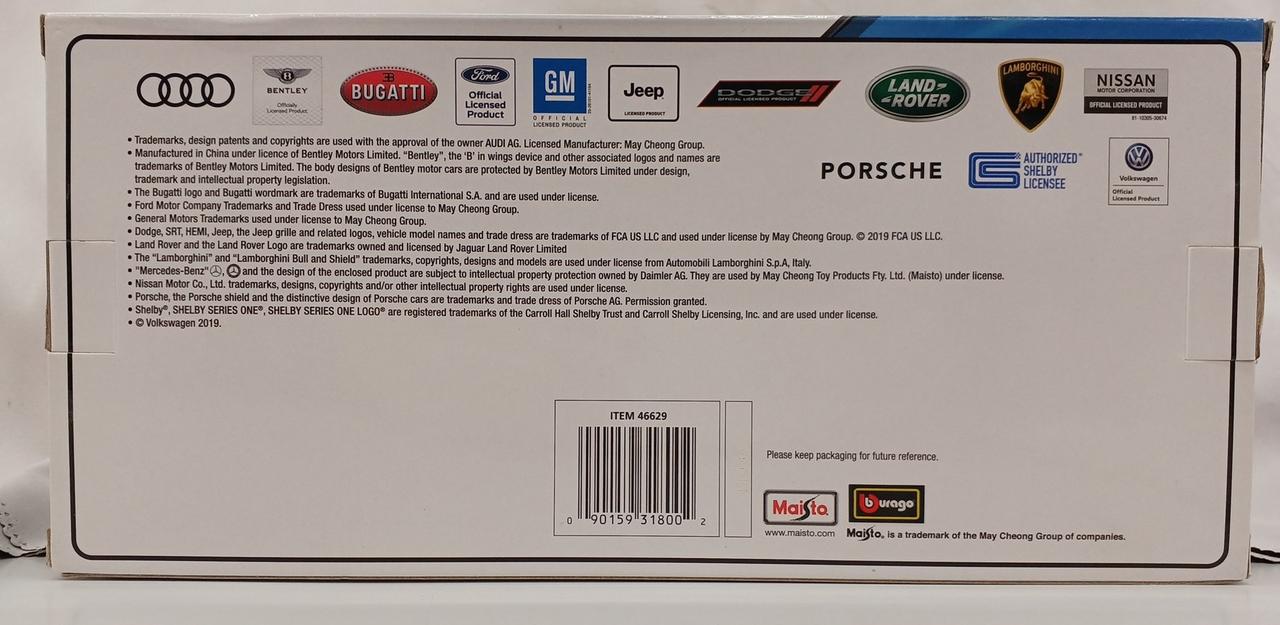 BENTLEY
Officially
Licensed Product
BUGATTI
Ford
Official
Licensed
Product
GM
OFFICIAL
LICENSED PRODUCT
Jeep
LICENSED PRODUCT
DODGE
OFFICIAL LICENSED PRODUCT
LAND-
-ROVER
LAMBORGHINI
NISSAN
MOTOR CORPORATION
OFFICIAL LICENSED PRODUCT
01-10305-30674
PORSCHE
AUTHORIZED®
SHELBY
LICENSEE
Volkswagen
Official
Licensed Product
• Trademarks, design patents and copyrights are used with the approval of the owner AUDI AG. Licensed Manufacturer: May Cheong Group.
• Manufactured in China under licence of Bentley Motors Limited. “Bentley”, the ‘B’ in wings device and other associated logos and names are
trademarks of Bentley Motors Limited. The body designs of Bentley motor cars are protected by Bentley Motors Limited under design,
trademark and intellectual property legislation.
• The Bugatti logo and Bugatti wordmark are trademarks of Bugatti International S.A. and are used under license.
• Ford Motor Company Trademarks and Trade Dress used under license to May Cheong Group.
• General Motors Trademarks used under license to May Cheong Group.
• Dodge, SRT, HEMI, Jeep, the Jeep grille and related logos, vehicle model names and trade dress are trademarks of FCA US LLC and used under license by May Cheong Group. © 2019 FCA US LLC.
• Land Rover and the Land Rover Logo are trademarks owned and licensed by Jaguar Land Rover Limited
• The “Lamborghini” and “Lamborghini Bull and Shield” trademarks, copyrights, designs and models are used under license from Automobili Lamborghini S.p.A, Italy.
• "Mercedes-Benz" , and the design of the enclosed product are subject to intellectual property protection owned by Daimler AG. They are used by May Cheong Toy Products Fty. Ltd. (Maisto) under license.
• Nissan Motor Co., Ltd. trademarks, designs, copyrights and/or other intellectual property rights are used under license.
• Porsche, the Porsche shield and the distinctive design of Porsche cars are trademarks and trade dress of Porsche AG. Permission granted.
• Shelby®, SHELBY SERIES ONE®, SHELBY SERIES ONE LOGO® are registered trademarks of the Carroll Hall Shelby Trust and Carroll Shelby Licensing, Inc. and are used under license.
• © Volkswagen 2019.
ITEM 46629
0 90159 31800 2
Please keep packaging for future reference.
Maisto
burago
www.maisto.com
Maisto® is a trademark of the May Cheong Group of companies.